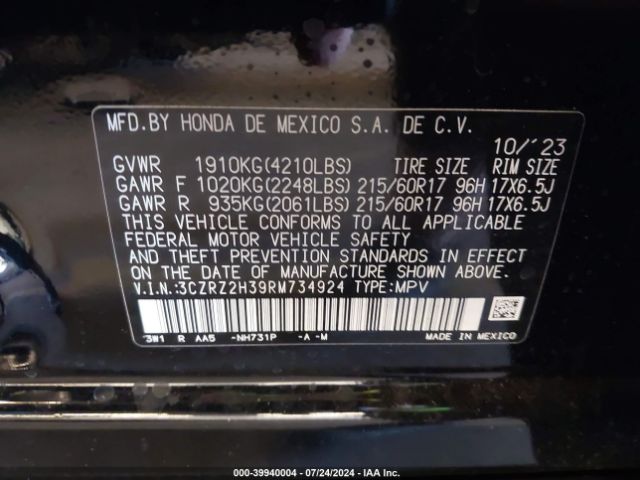 MFD.BY HONDA DE MEXICO S.A. DE C.V.
10/'23
GVWR 1910KG(4210LBS) TIRE SIZE RIM SIZE
GAWR F 1020KG(2248LBS) 215/60R17 96H 17X6.5J
GAWR R 935KG(2061LBS) 215/60R17 96H 17X6.5J
THIS VEHICLE CONFORMS TO ALL APPLICABLE
FEDERAL MOTOR VEHICLE SAFETY
AND THEFT PREVENTION STANDARDS IN EFFECT
ON THE DATE OF MANUFACTURE SHOWN ABOVE.
V.I.N.:3CZRZ2H39RM734924 TYPE:MPV
3W1 R AA5 -NH731P -A-M MADE IN MEXICO
000-39940004 - 07/24/2024 - IAAI.com